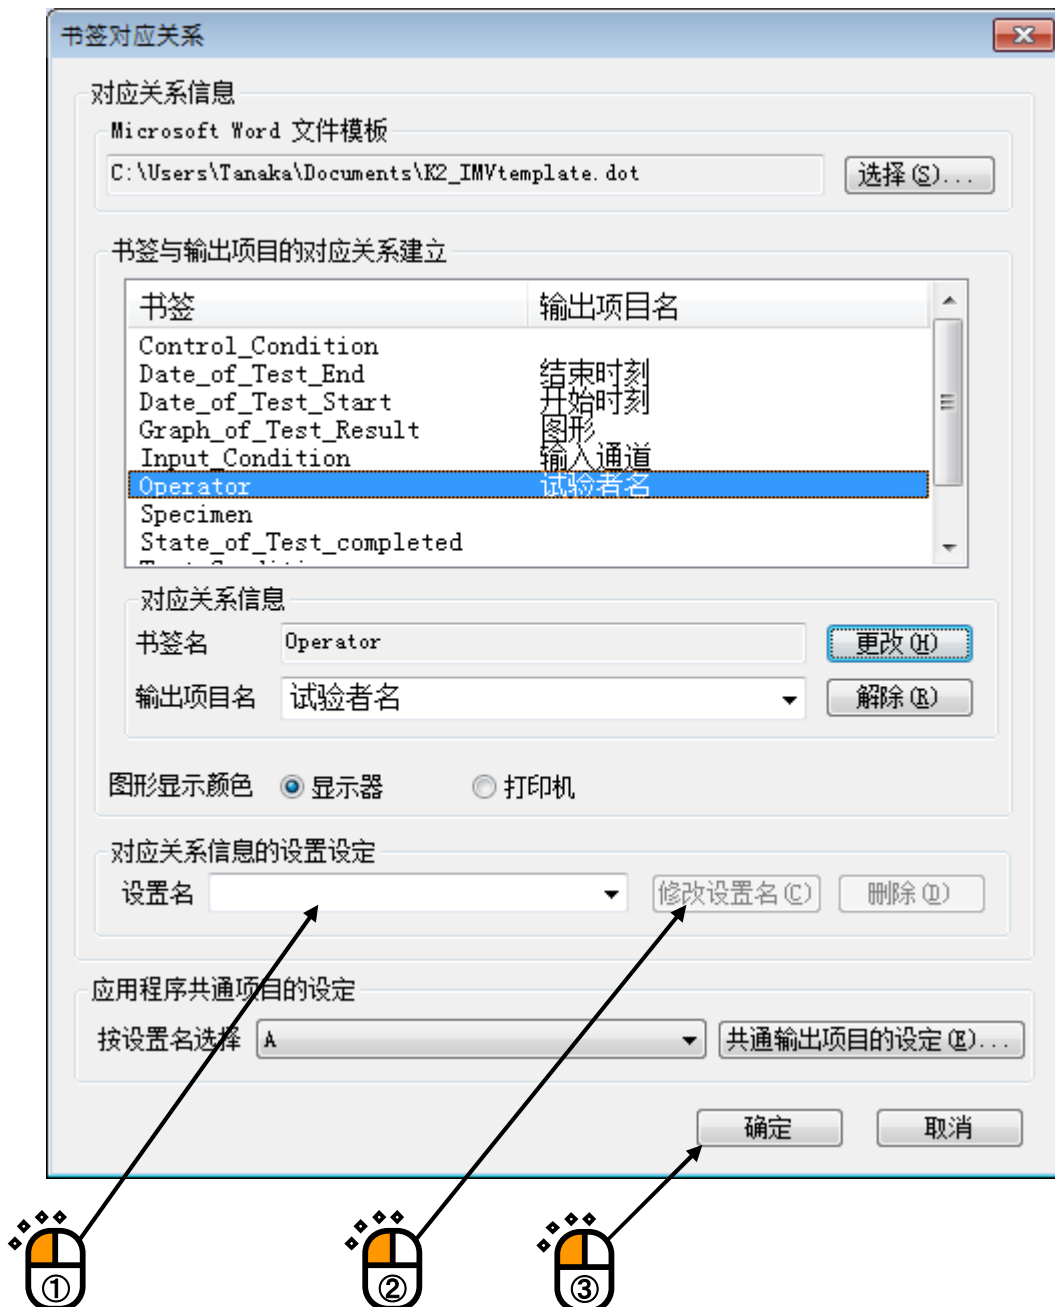 书签对应关系
对应关系信息
Microsoft Word 文件模板
C:\Users\Tanaka\Documents\K2_IMVtemplate.dot 选择(S)...
书签与输出项目的对应关系建立
书签 输出项目名
Control_Condition
Date_of_Test_End 结束时刻
Date_of_Test_Start 开始时刻
Graph_of_Test_Result 图形
Input_Condition 输入通道
Operator 试验者名
Specimen
State_of_Test_completed
对应关系信息
书签名 Operator 更改(H)
输出项目名 试验者名 解除(R)
图形显示颜色 显示器 打印机
对应关系信息的设置设定
设置名 修改设置名(C) 删除(D)
应用程序共通项目的设定
按设置名选择 A 共通输出项目的设定(E)...
确定 取消
① ② ③